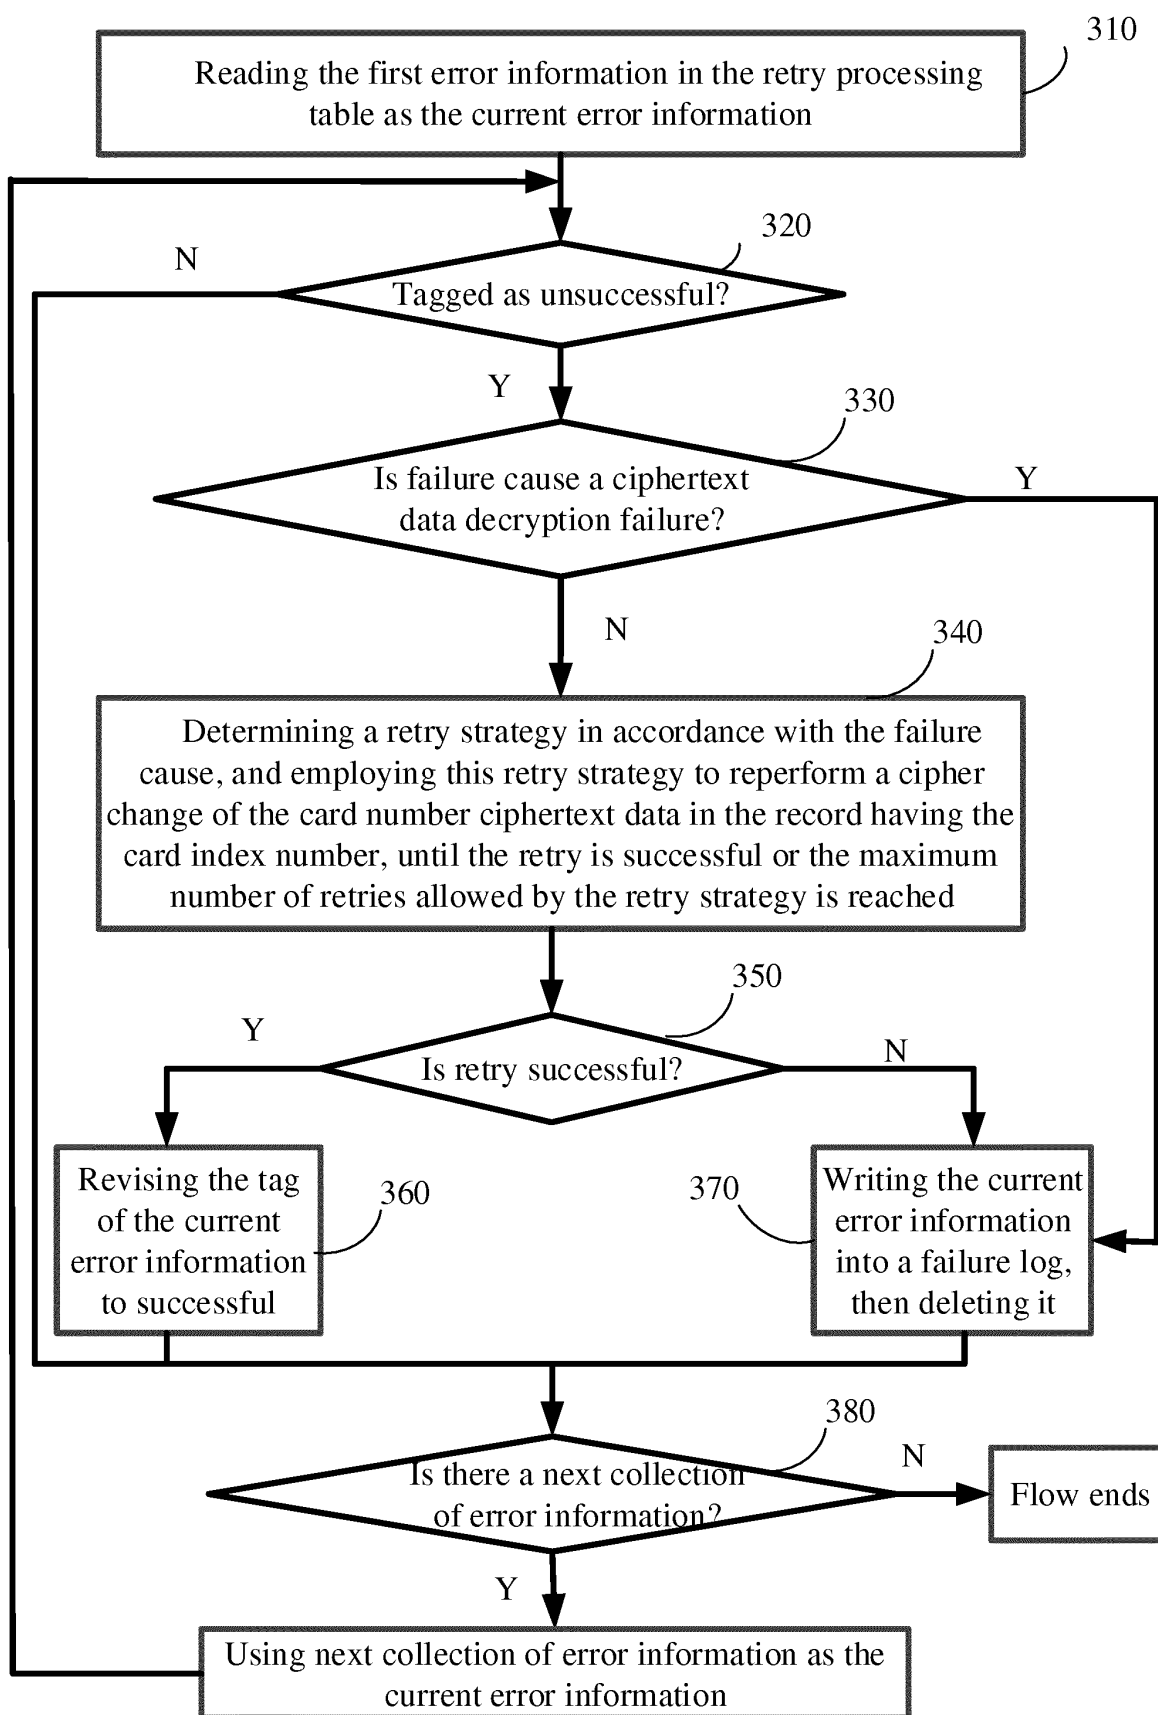 310
Reading the first error information in the retry processing
table as the current error information
320
N
Tagged as unsuccessful?
Y
330
Is failure cause a ciphertext
data decryption failure?
Y
N
340
Determining a retry strategy in accordance with the failure
cause, and employing this retry strategy to reperform a cipher
change of the card number ciphertext data in the record having the
card index number, until the retry is successful or the maximum
number of retries allowed by the retry strategy is reached
350
Y
N
Is retry successful?
Revising the tag
of the current
error information
to successful
360
370
Writing the current
error information
into a failure log,
then deleting it
380
Is there a next collection
of error information?
N
Flow ends
Y
Using next collection of error information as the
current error information